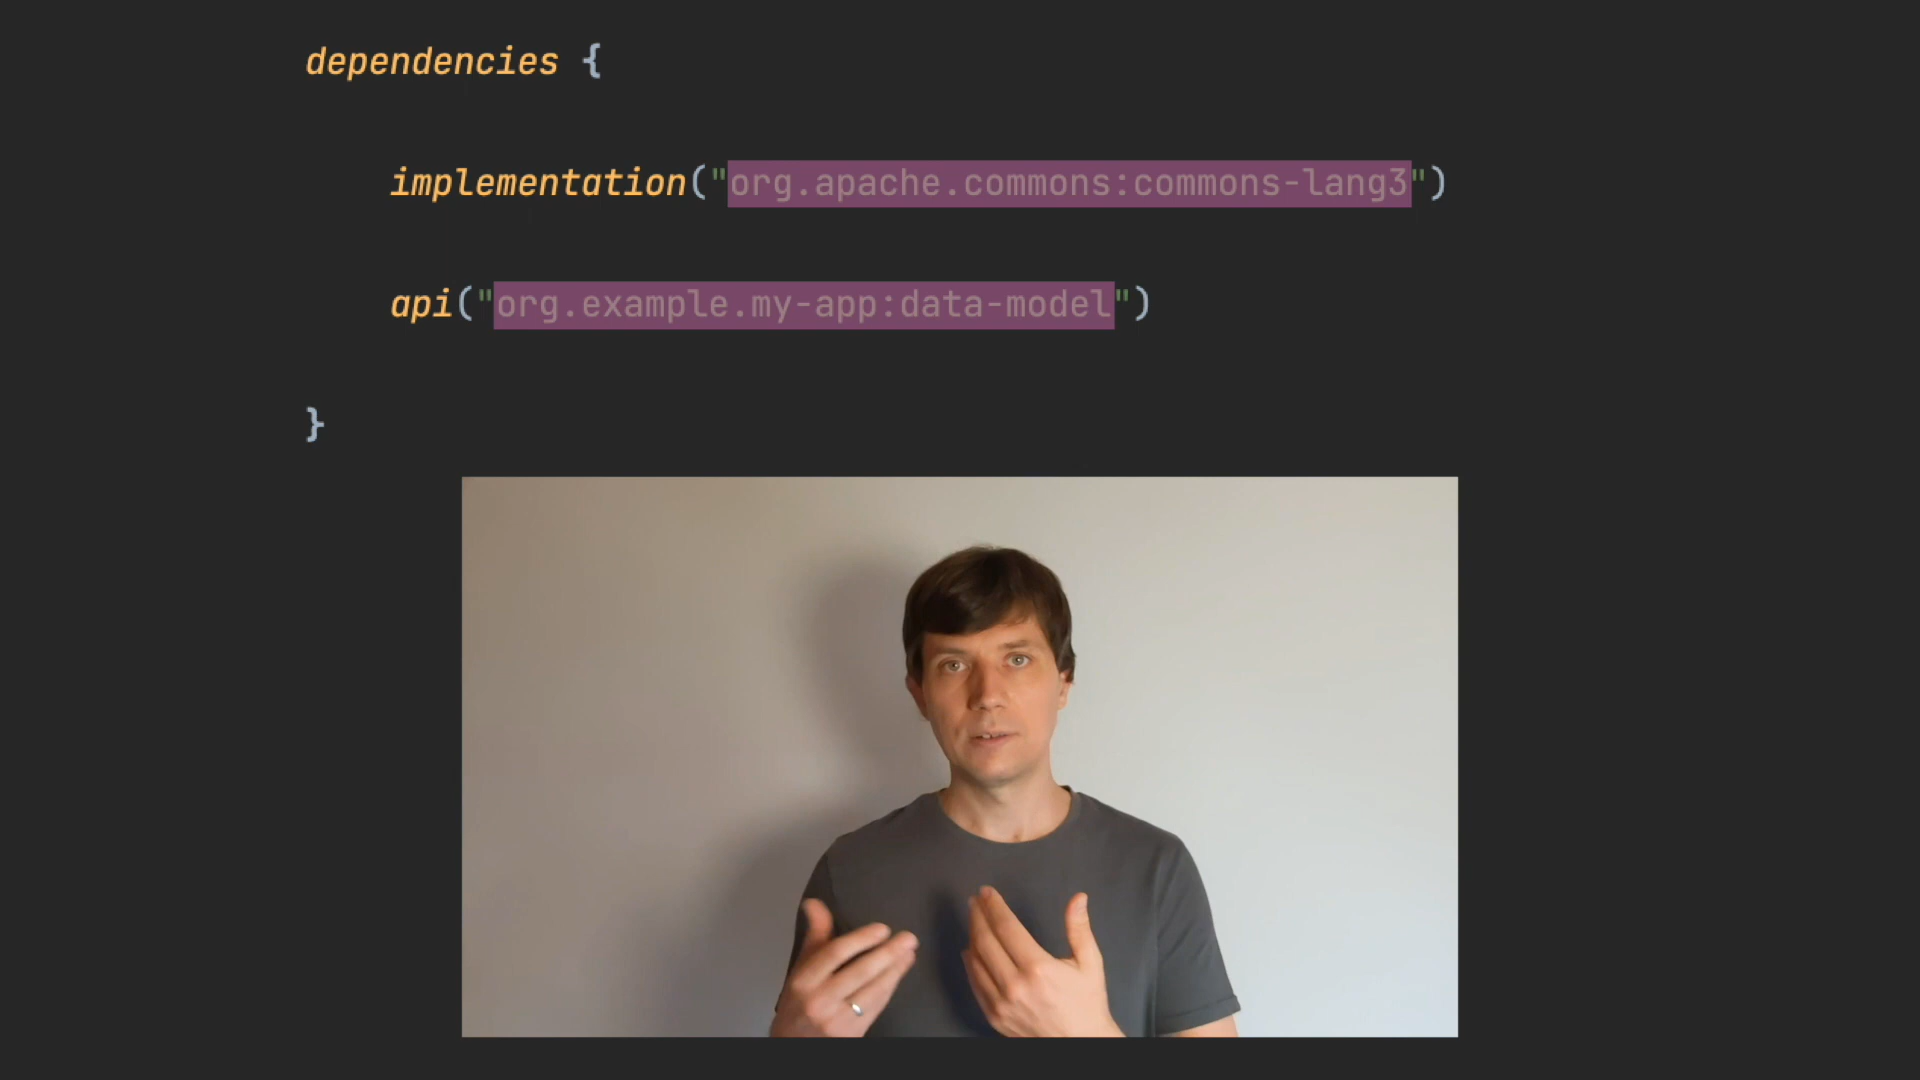 dependencies {
implementation("org.apache.commons:commons-lang3")
api("org.example.my-app:data-model")
}